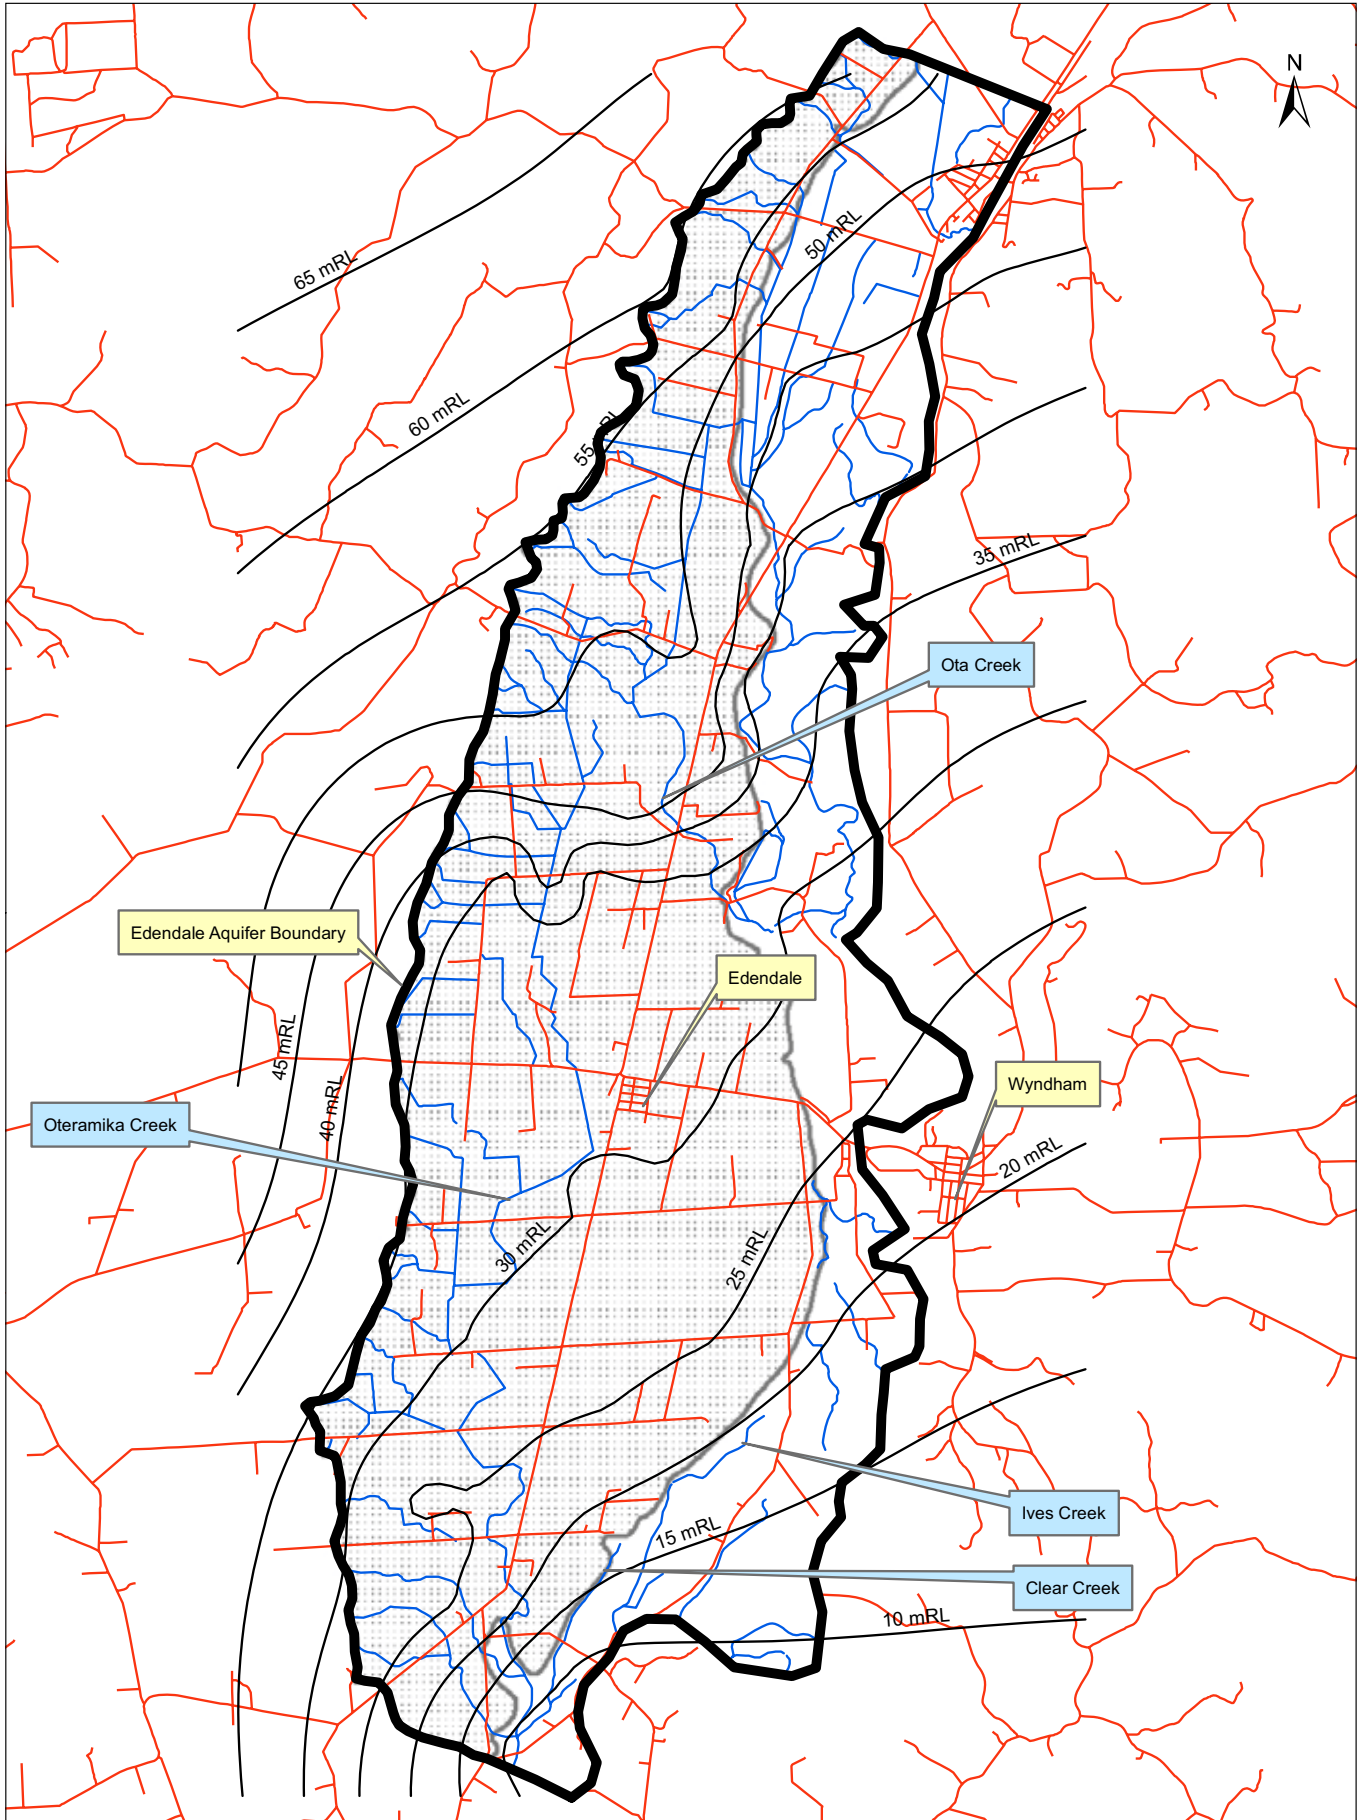 N
50 mRL
65 mRL
60 mRL
55 mRL
35 mRL
Ota Creek
Edendale Aquifer Boundary
Edendale
45 mRL
Wyndham
40 mRL
Oteramika Creek
20 mRL
30 mRL
25 mRL
Ives Creek
15 mRL
Clear Creek
10 mRL